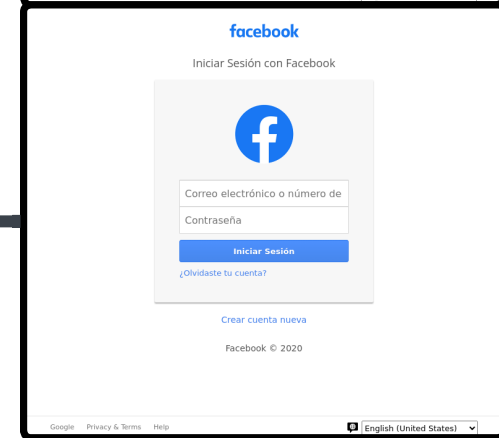 facebook
Iniciar Sesión con Facebook
Correo electrónico o número de
Contraseña
Iniciar Sesión
¿Olvidaste tu cuenta?
Crear cuenta nueva
Facebook © 2020
Google Privacy & Terms Help English (United States)